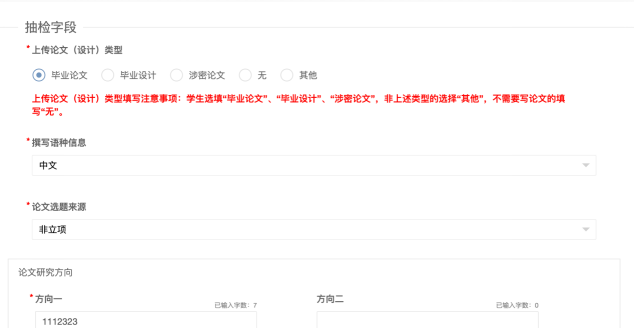 抽检字段
*上传论文（设计）类型
毕业论文 毕业设计 涉密论文 无 其他
上传论文（设计）类型填写注意事项：学生选填“毕业论文”、“毕业设计”、“涉密论文”，非上述类型的选择“其他”，不需要写论文的填
写“无”。
*撰写语种信息
中文
*论文选题来源
非立项
论文研究方向
*方向一 已输入字数：7 方向二 已输入字数：0
1112323